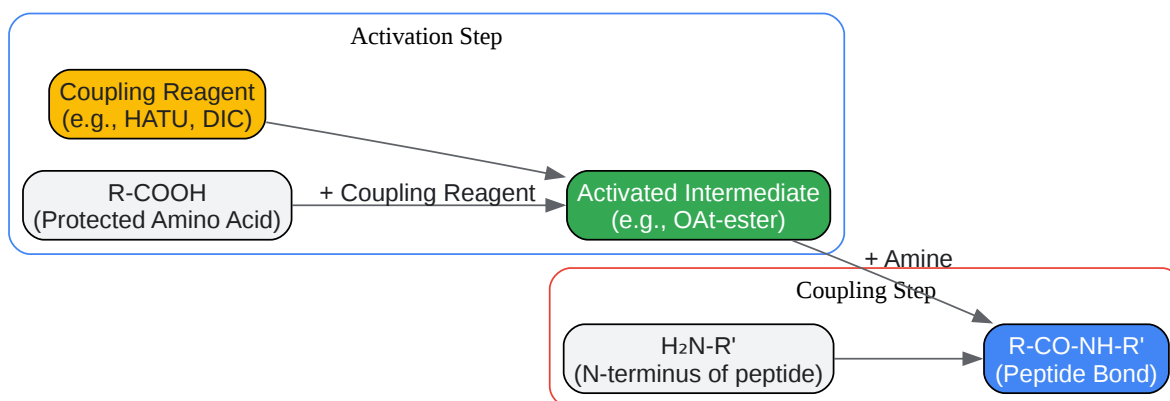 Activation Step
Coupling Reagent
(e.g., HATU, DIC)
R-COOH
(Protected Amino Acid)
+ Coupling Reagent
Activated Intermediate
(e.g., OAt-ester)
+ Amine
Coupling Step
H₂N-R'
(N-terminus of peptide)
R-CO-NH-R'
(Peptide Bond)